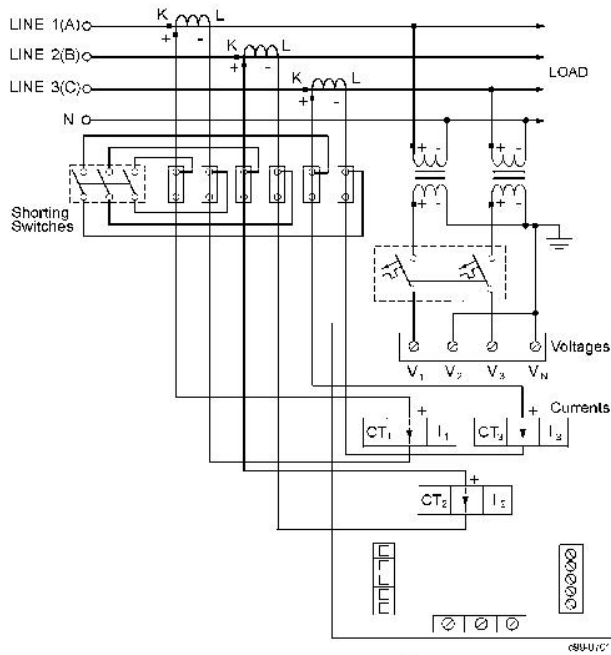 K L
LINE 1(A)
+ -
K L
LINE 2(B)
+ -
K L
LINE 3(C)
+ -
LOAD
N
+ - + -
+ - + -
Shorting
Switches
Voltages
V1 V2 V3 VN
Currents
+ +
CT1 I1 CT3 I3
+
CT2 I2